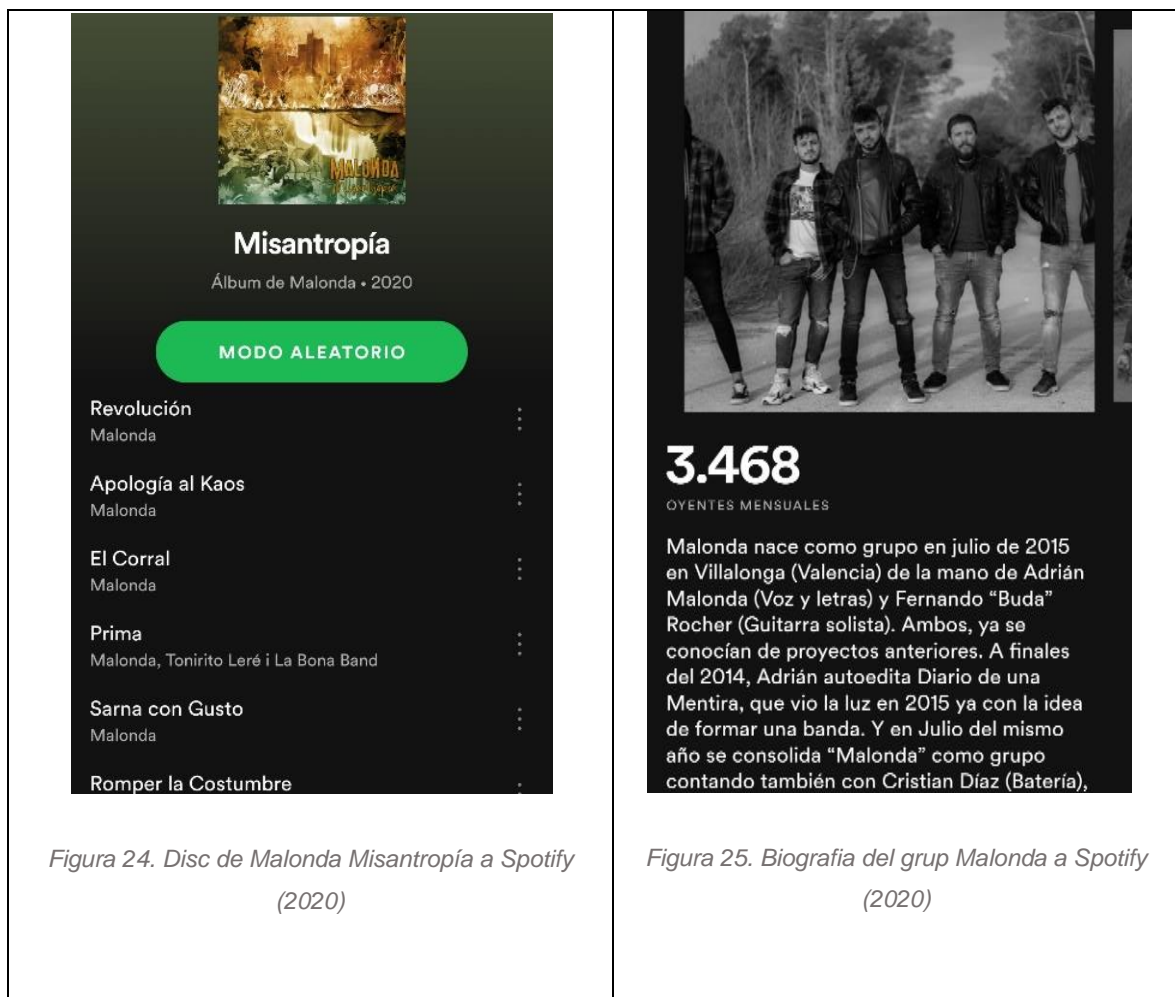 MALONDA
Misantropía
Álbum de Malonda • 2020
MODO ALEATORIO
Revolución
Malonda
Apología al Kaos
Malonda
El Corral
Malonda
Prima
Malonda, Tonirito Leré i La Bona Band
Sarna con Gusto
Malonda
Romper la Costumbre
Figura 24. Disc de Malonda Misantropía a Spotify
(2020)
3.468
OYENTES MENSUALES
Malonda nace como grupo en julio de 2015
en Villalonga (Valencia) de la mano de Adrián
Malonda (Voz y letras) y Fernando “Buda”
Rocher (Guitarra solista). Ambos, ya se
conocían de proyectos anteriores. A finales
del 2014, Adrián autoedita Diario de una
Mentira, que vio la luz en 2015 ya con la idea
de formar una banda. Y en Julio del mismo
año se consolida “Malonda” como grupo
contando también con Cristian Díaz (Batería),
Figura 25. Biografia del grup Malonda a Spotify
(2020)